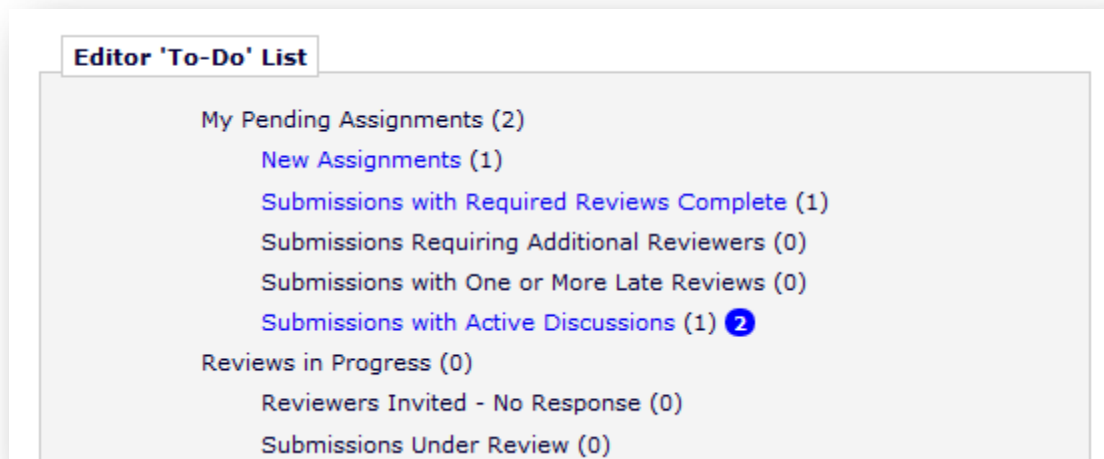 Editor 'To-Do' List
My Pending Assignments (2)
New Assignments (1)
Submissions with Required Reviews Complete (1)
Submissions Requiring Additional Reviewers (0)
Submissions with One or More Late Reviews (0)
Submissions with Active Discussions (1) 2
Reviews in Progress (0)
Reviewers Invited - No Response (0)
Submissions Under Review (0)